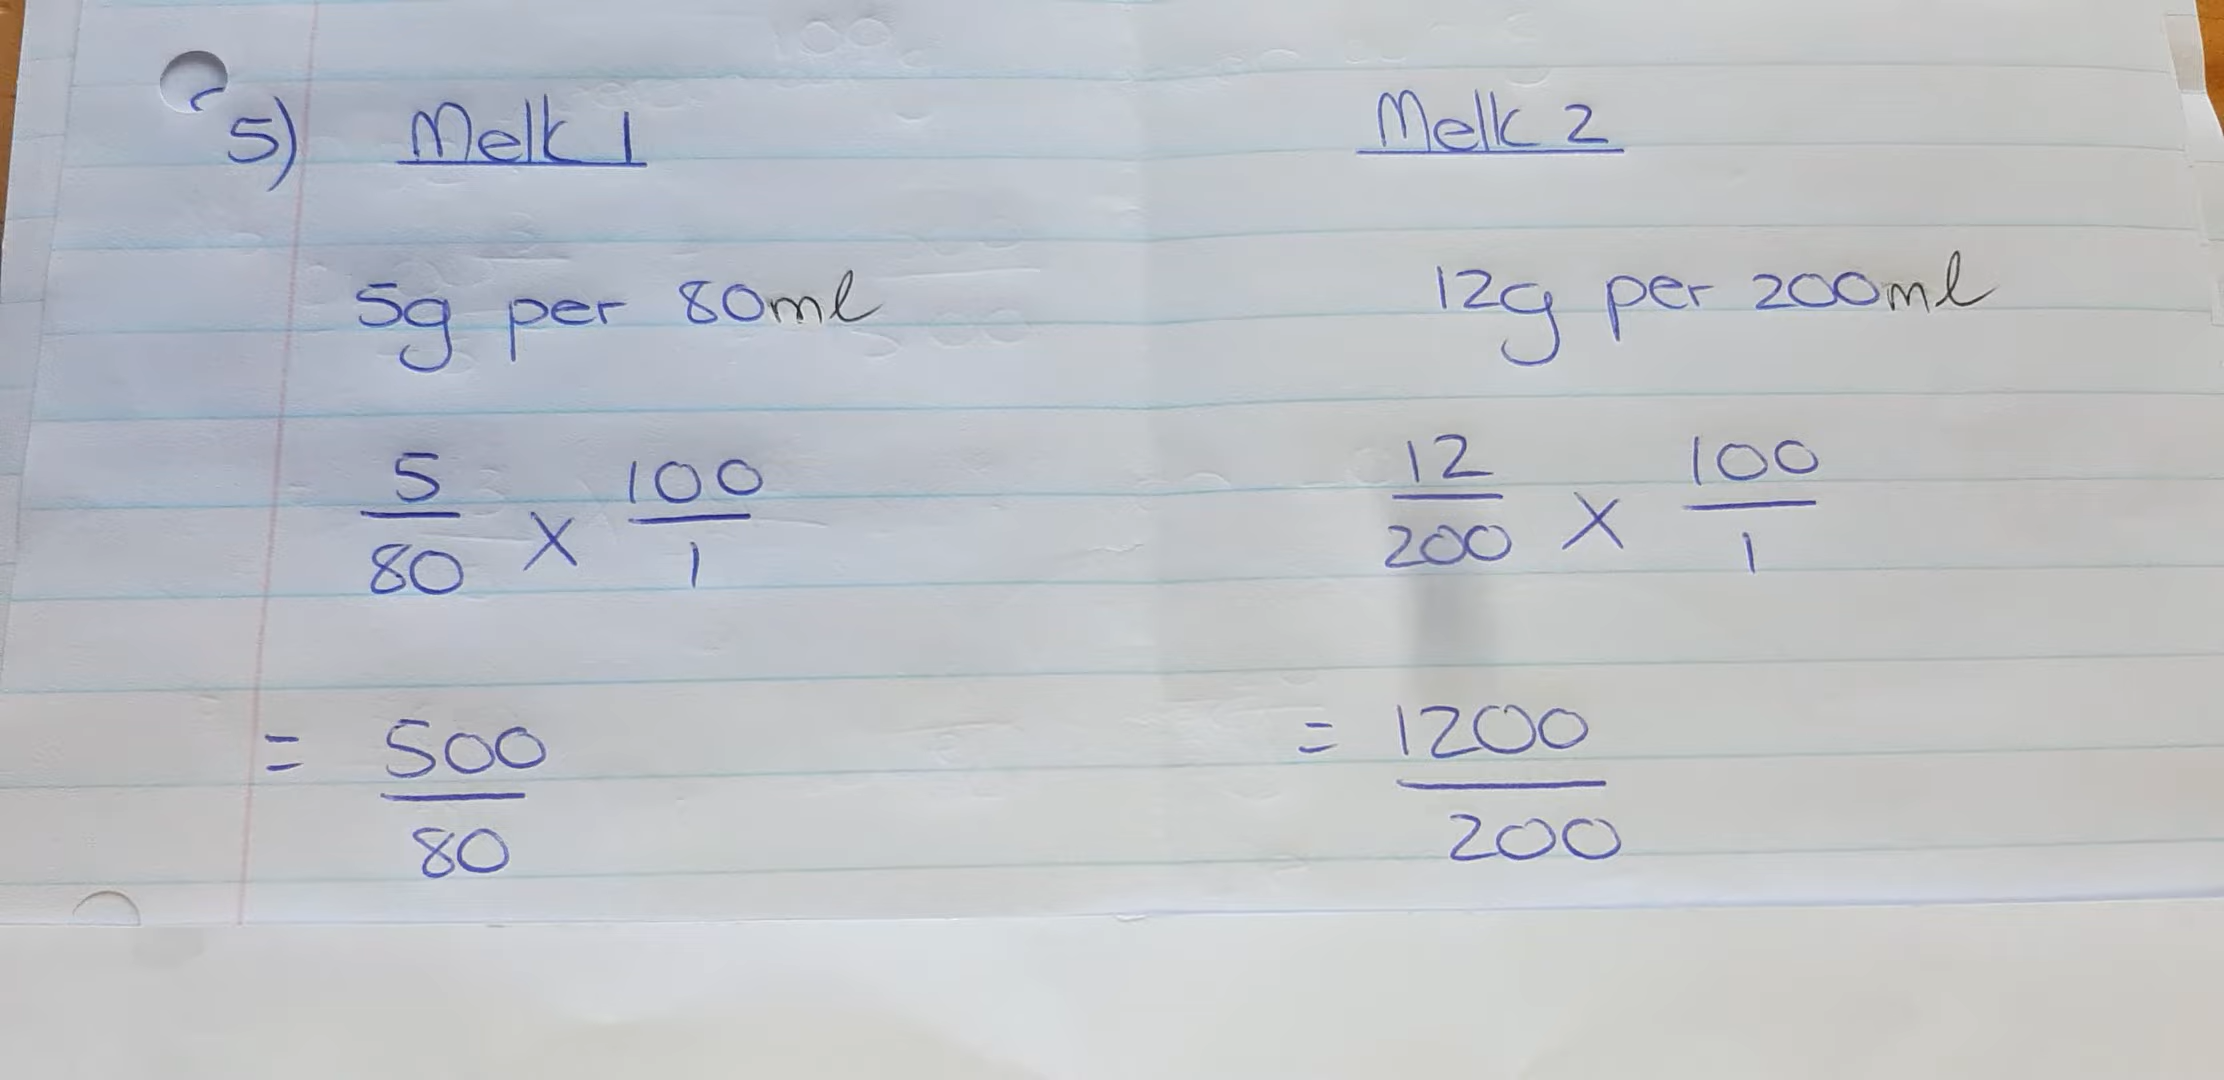 5) Melk 1
5g per 80ml
5/80 × 100/1
= 500/80
Melk 2
12g per 200ml
12/200 × 100/1
= 1200/200